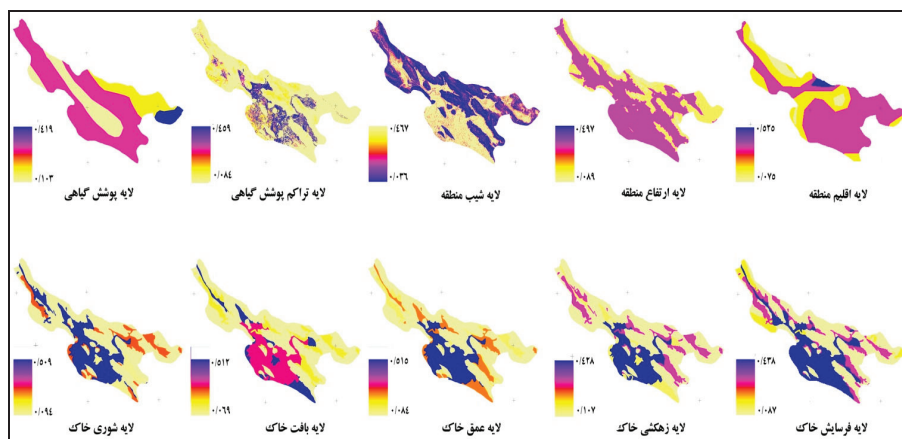 ۰/۴۱۹
۰/۱۰۳
لایه پوشش گیاهی
۰/۴۵۹
۰/۰۸۴
لایه تراکم پوشش گیاهی
۰/۴۶۷
۰/۰۳۶
لایه شیب منطقه
۰/۴۹۷
۰/۰۸۹
لایه ارتفاع منطقه
۰/۵۲۵
۰/۰۷۵
لایه اقلیم منطقه
۰/۵۰۹
۰/۰۹۴
لایه شوری خاک
۰/۵۱۲
۰/۰۶۹
لایه بافت خاک
۰/۵۱۵
۰/۰۸۴
لایه عمق خاک
۰/۴۲۸
۰/۱۰۷
لایه زهکشی خاک
۰/۴۳۸
۰/۰۸۷
لایه فرسایش خاک